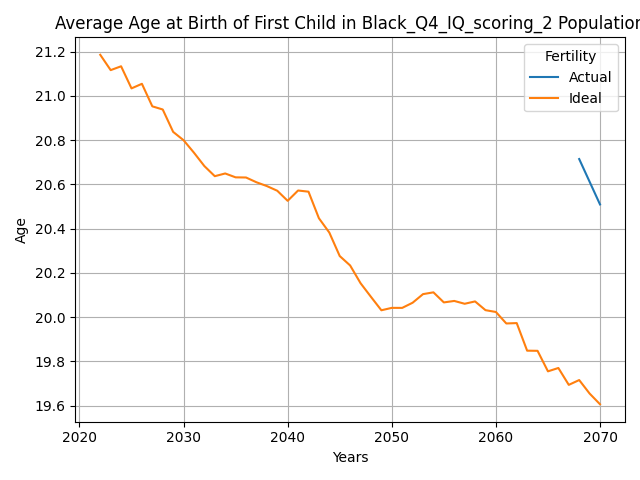 Average Age at Birth of First Child in Black_Q4_IQ_scoring_2 Population
Fertility
Actual
Ideal
21.2
21.0
20.8
20.6
20.4
20.2
20.0
19.8
19.6
Age
2020
2030
2040
2050
2060
2070
Years